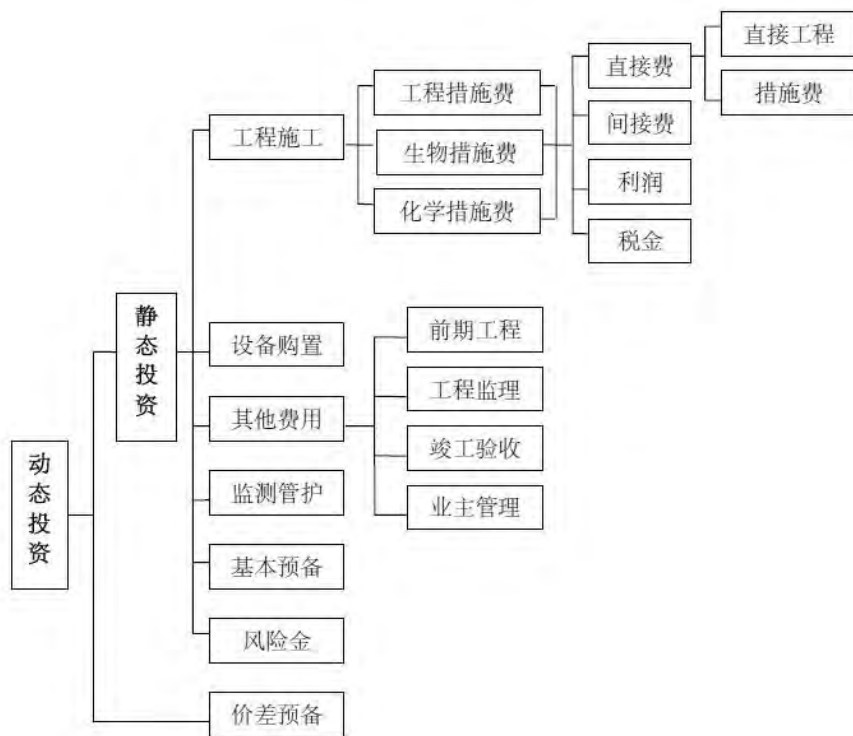 动态投资
静态投资
工程施工
工程措施费
生物措施费
化学措施费
直接费
直接工程
措施费
间接费
利润
税金
设备购置
其他费用
前期工程
工程监理
竣工验收
业主管理
监测管护
基本预备
风险金
价差预备